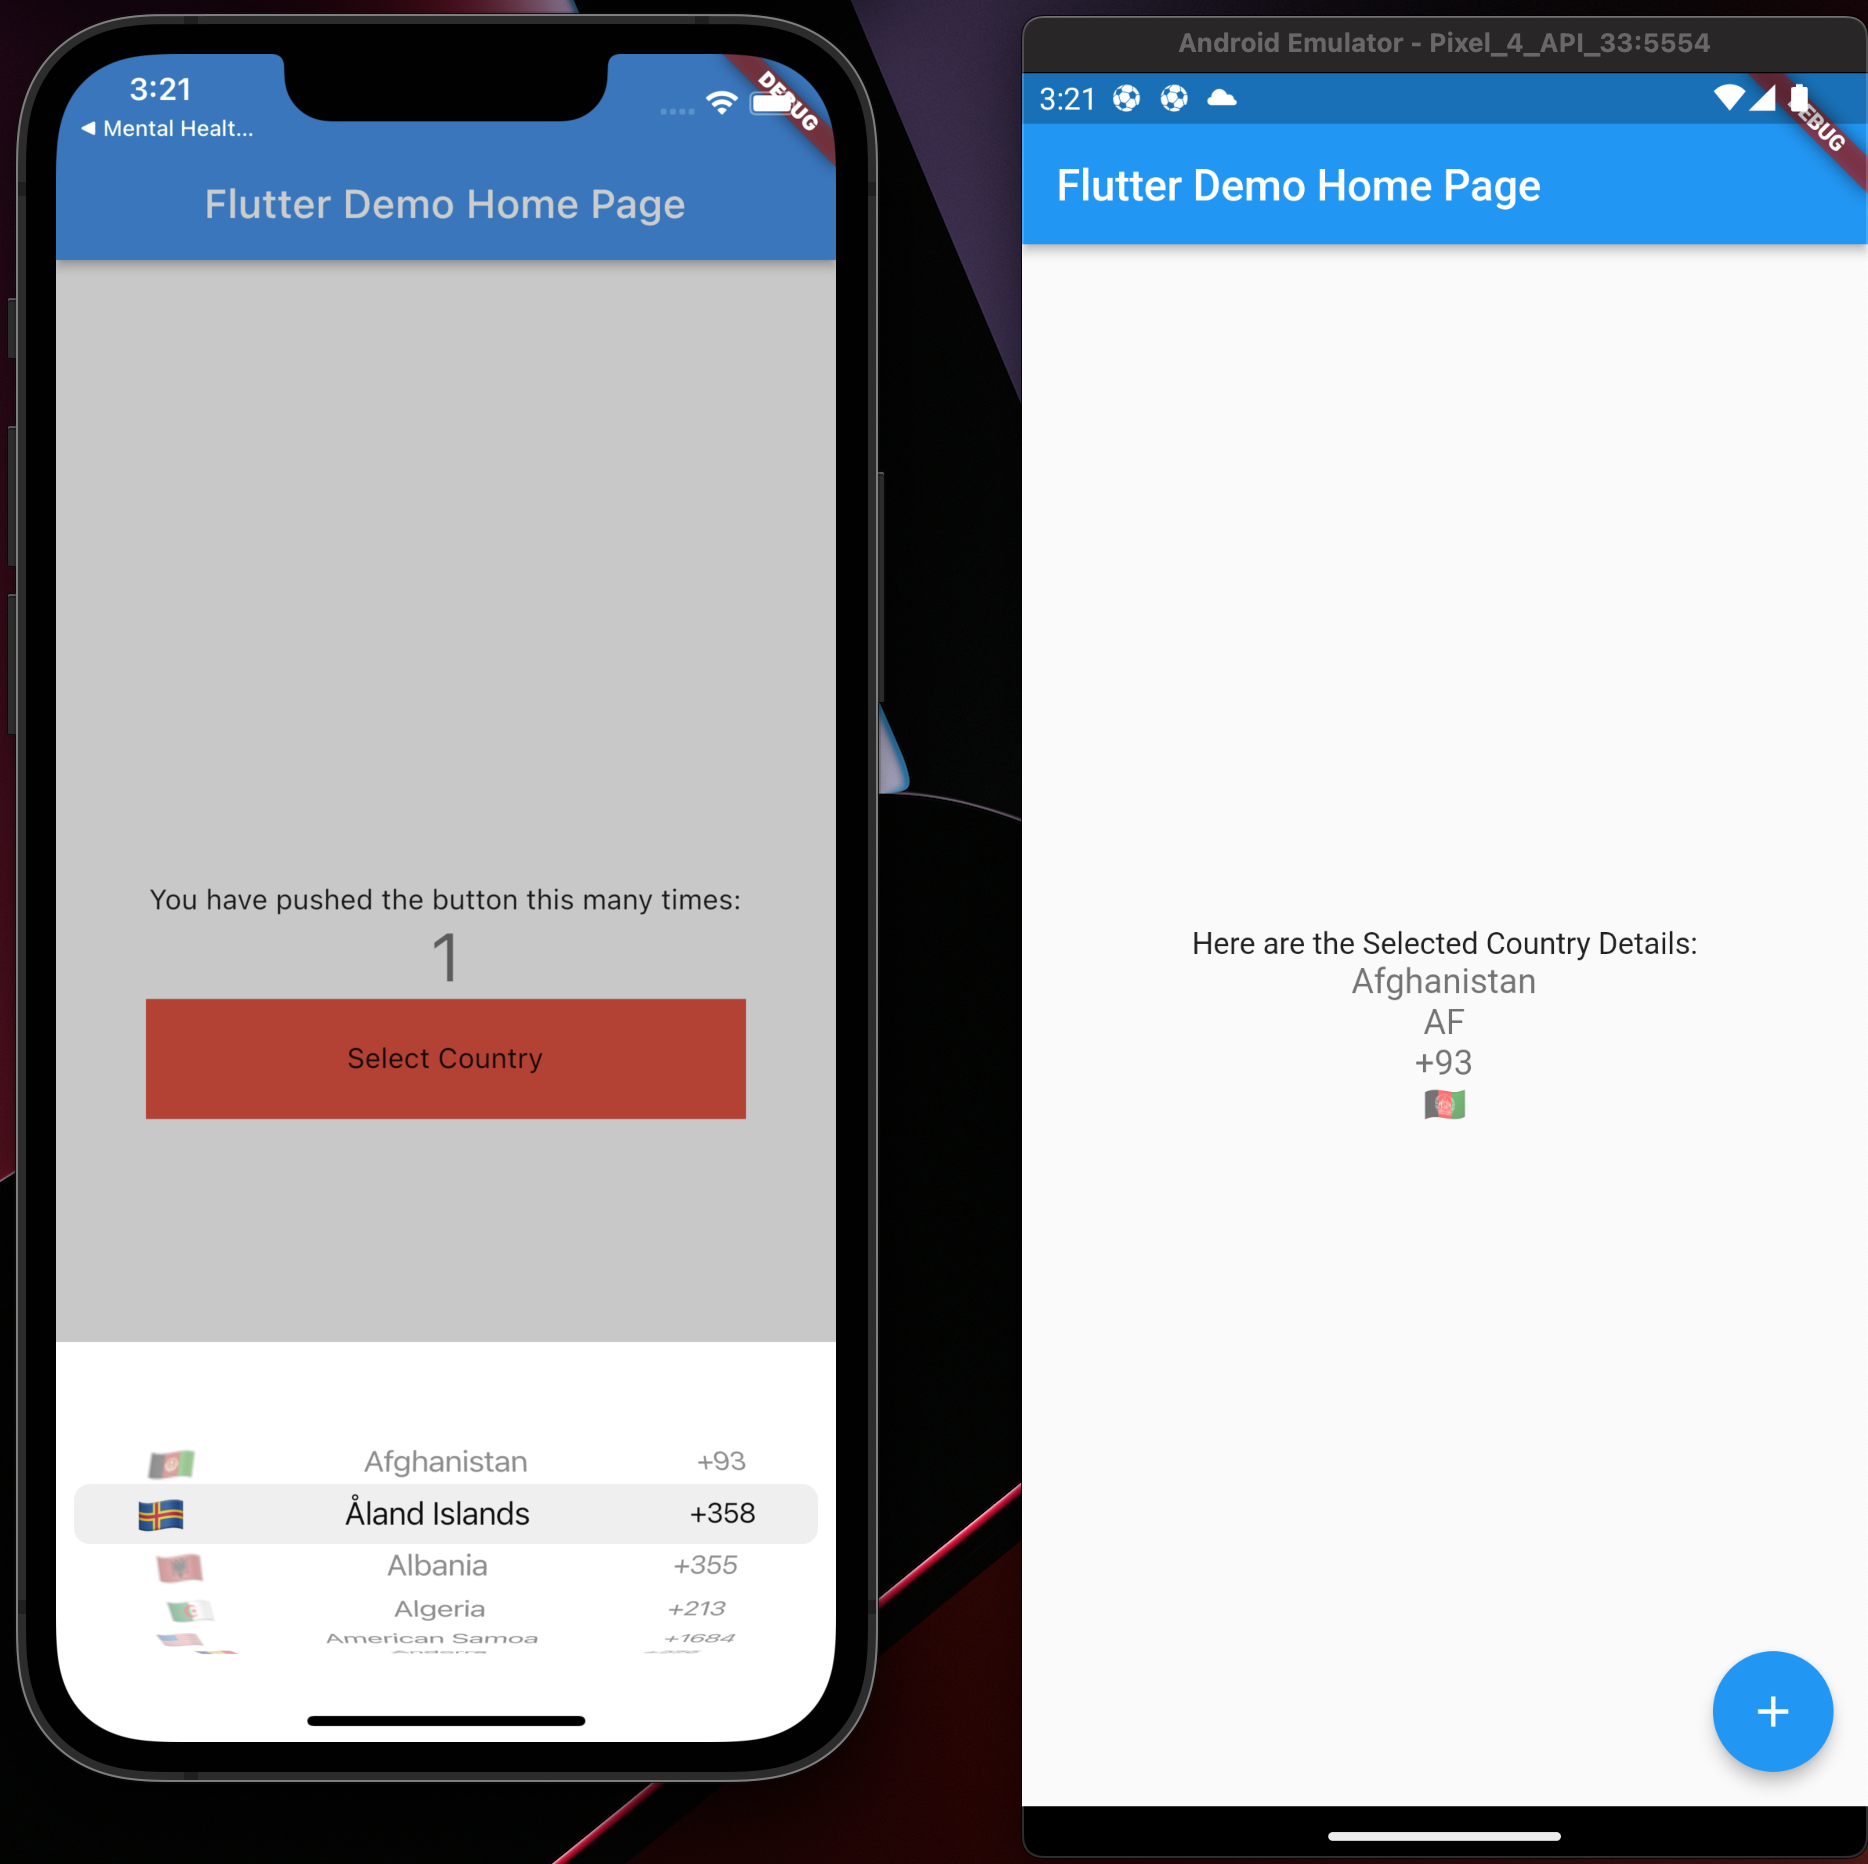 3:21
◀ Mental Healt...
DEBUG
Flutter Demo Home Page
You have pushed the button this many times:
1
Select Country
Afghanistan +93
Åland Islands +358
Albania +355
Algeria +213
American Samoa +1684
Andorra
Android Emulator - Pixel_4_API_33:5554
3:21
DEBUG
Flutter Demo Home Page
Here are the Selected Country Details:
Afghanistan
AF
+93
+